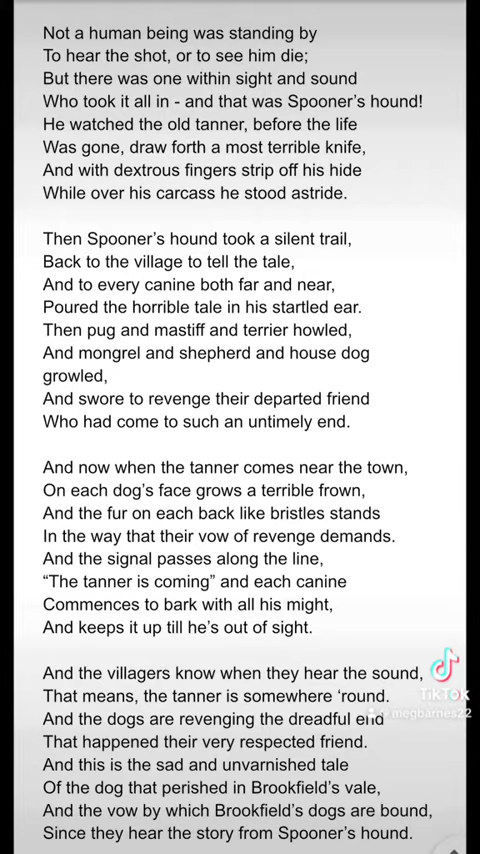 Not a human being was standing by
To hear the shot, or to see him die;
But there was one within sight and sound
Who took it all in - and that was Spooner's hound!
He watched the old tanner, before the life
Was gone, draw forth a most terrible knife,
And with dextrous fingers strip off his hide
While over his carcass he stood astride.

Then Spooner's hound took a silent trail,
Back to the village to tell the tale,
And to every canine both far and near,
Poured the horrible tale in his startled ear.
Then pug and mastiff and terrier howled,
And mongrel and shepherd and house dog
growled,
And swore to revenge their departed friend
Who had come to such an untimely end.

And now when the tanner comes near the town,
On each dog's face grows a terrible frown,
And the fur on each back like bristles stands
In the way that their vow of revenge demands.
And the signal passes along the line,
“The tanner is coming” and each canine
Commences to bark with all his might,
And keeps it up till he's out of sight.

And the villagers know when they hear the sound,
That means, the tanner is somewhere ‘round.
And the dogs are revenging the dreadful end
That happened their very respected friend.
And this is the sad and unvarnished tale
Of the dog that perished in Brookfield's vale,
And the vow by which Brookfield's dogs are bound,
Since they hear the story from Spooner's hound.
TikTok
@megbarnes22